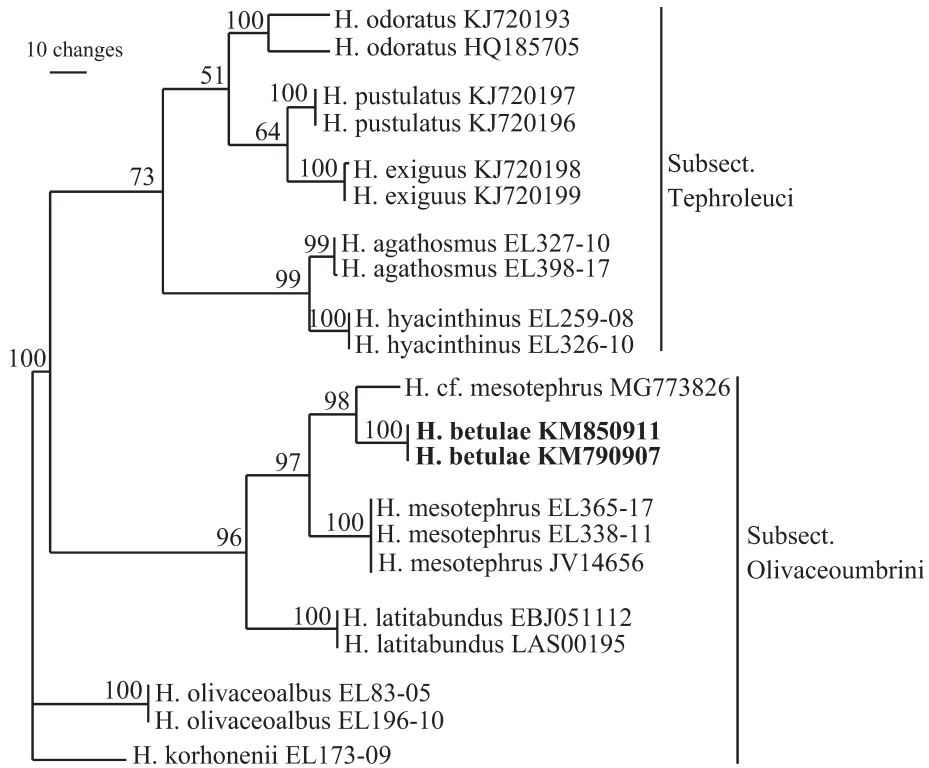 100
H. odoratus KJ720193
H. odoratus HQ185705
10 changes
51
100
H. pustulatus KJ720197
H. pustulatus KJ720196
64
100
H. exiguus KJ720198
H. exiguus KJ720199
Subsect.
Tephroleuci
73
99
H. agathosmus EL327-10
H. agathosmus EL398-17
99
100
H. hyacinthinus EL259-08
H. hyacinthinus EL326-10
100
H. cf. mesotephrus MG773826
98
100
H. betulae KM850911
H. betulae KM790907
97
H. mesotephrus EL365-17
100
H. mesotephrus EL338-11
H. mesotephrus JV14656
96
Subsect.
Olivaceoumbrini
100
H. latitabundus EBJ051112
H. latitabundus LAS00195
100
H. olivaceoalbus EL83-05
H. olivaceoalbus EL196-10
H. korhonenii EL173-09